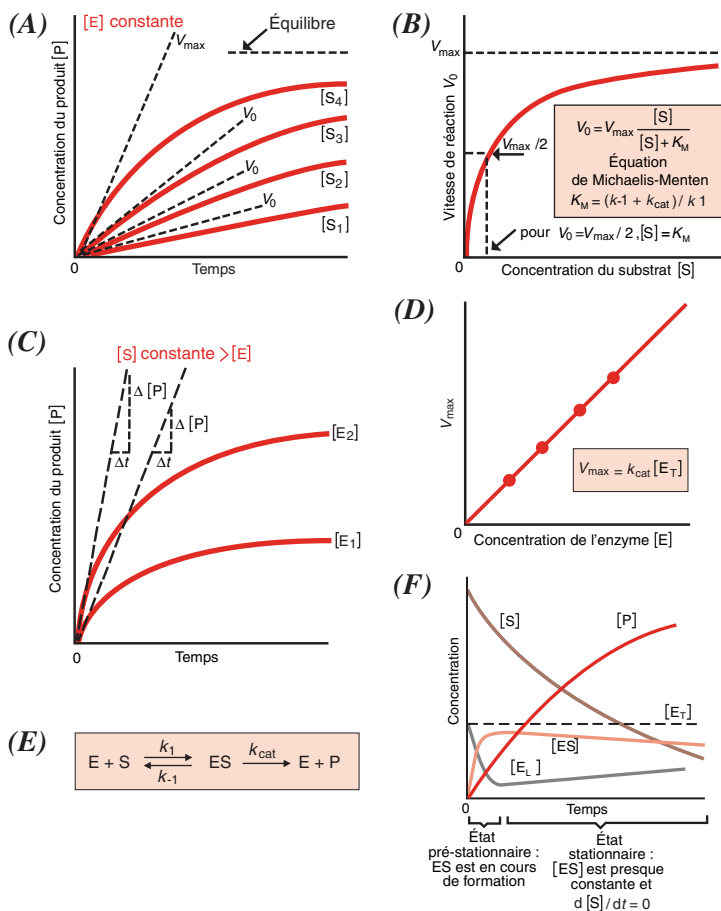 (A)
[E] constante
Équilibre
Vmax
[S4]
V0
[S3]
V0
[S2]
V0
[S1]
Concentration du produit [P]
0
Temps
(B)
Vmax
Vitesse de réaction V0
V0 = Vmax [S] / [S] + KM
Équation
de Michaelis-Menten
KM = (k-1 + kcat) / k1
Vmax /2
pour V0 = Vmax / 2 ,[S] = KM
0
Concentration du substrat [S]
(C)
[S] constante > [E]
Δ [P]
Δ [P]
Δt
Δt
[E2]
[E1]
Concentration du produit [P]
0
Temps
(D)
Vmax
Vmax = kcat [ET]
0
Concentration de l'enzyme [E]
(E)
E + S k1 k-1 ES kcat E + P
(F)
Concentration
[S]
[P]
[ET]
[ES]
[EL]
0
Temps
État
pré-stationnaire :
ES est en cours
de formation
État
stationnaire :
[ES] est presque
constante et
d [S] / dt = 0